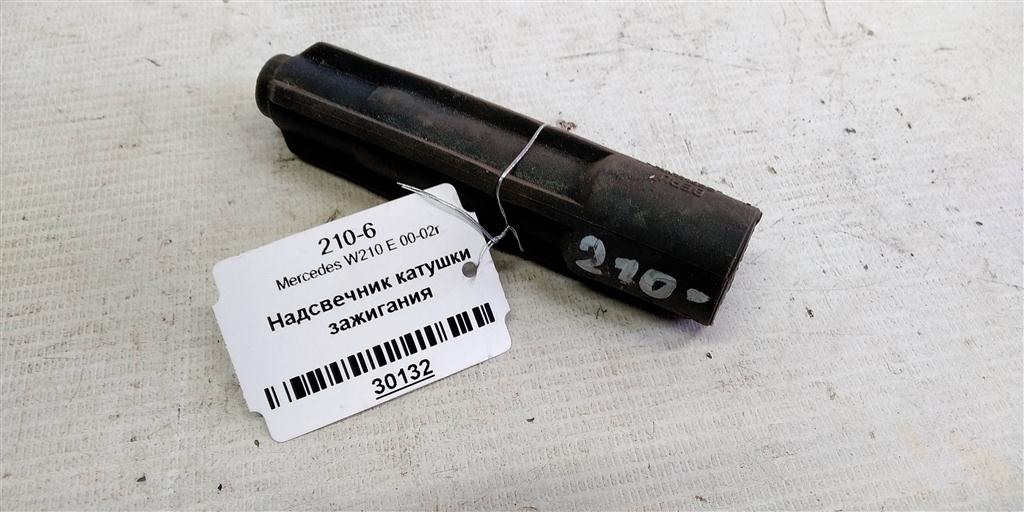 210-6
Mercedes W210 E 00-02г
Надсвечник катушки
зажигания
30132
210-